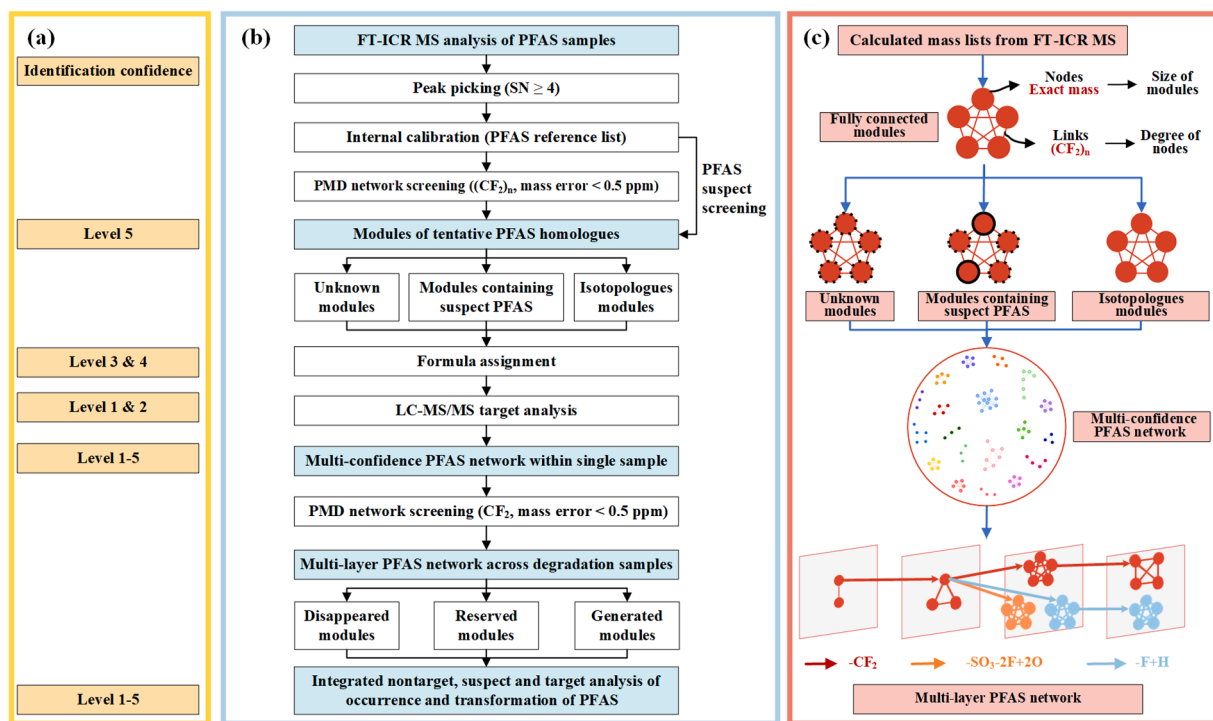 (a)
Identification confidence
Level 5
Level 3 & 4
Level 1 & 2
Level 1-5
Level 1-5
(b)
FT-ICR MS analysis of PFAS samples
Peak picking (SN ≥ 4)
Internal calibration (PFAS reference list)
PMD network screening ((CF₂)ₙ, mass error < 0.5 ppm)
PFAS
suspect
screening
Modules of tentative PFAS homologues
Unknown
modules
Modules containing
suspect PFAS
Isotopologues
modules
Formula assignment
LC-MS/MS target analysis
Multi-confidence PFAS network within single sample
PMD network screening (CF₂, mass error < 0.5 ppm)
Multi-layer PFAS network across degradation samples
Disappeared
modules
Reserved
modules
Generated
modules
Integrated nontarget, suspect and target analysis of
occurrence and transformation of PFAS
(c)
Calculated mass lists from FT-ICR MS
Nodes
Exact mass
Size of
modules
Fully connected
modules
Links
(CF₂)ₙ
Degree of
nodes
Unknown
modules
Modules containing
suspect PFAS
Isotopologues
modules
Multi-confidence
PFAS network
-CF₂
-SO₃-2F+2O
-F+H
Multi-layer PFAS network